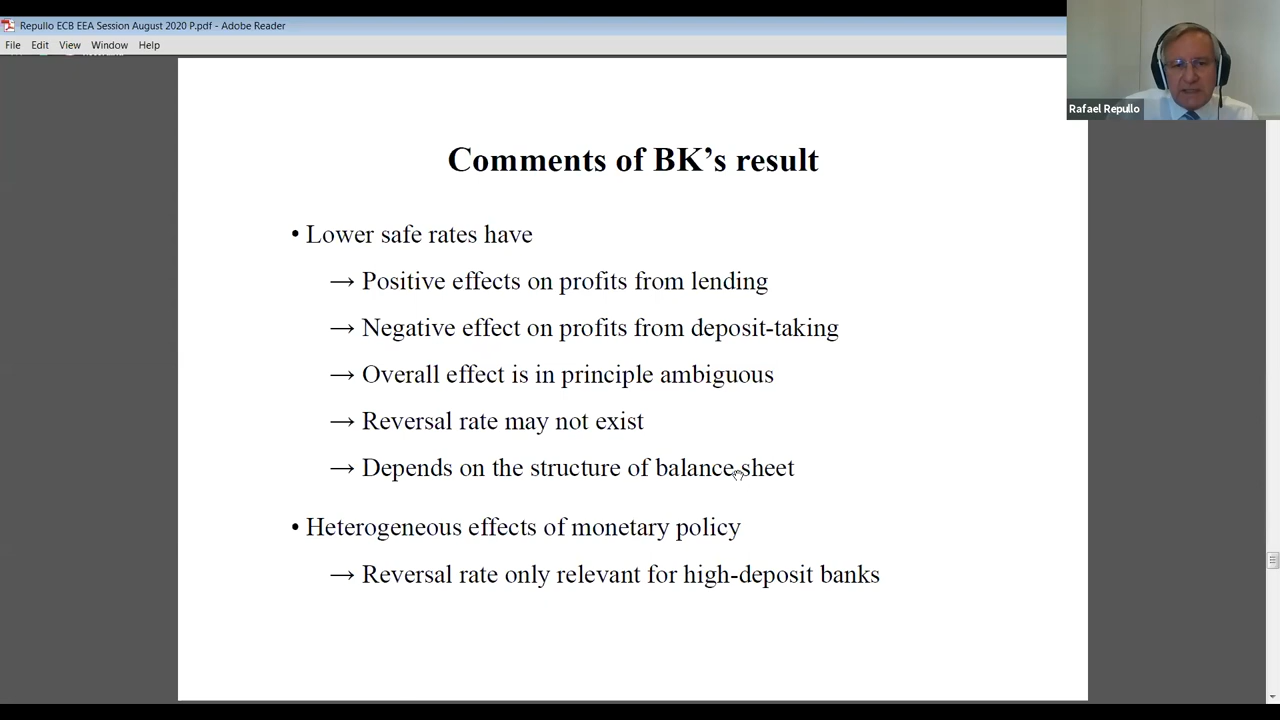 Repullo ECB EEA Session August 2020 P.pdf - Adobe Reader
File Edit View Window Help
Rafael Repullo
Comments of BK’s result
• Lower safe rates have
→ Positive effects on profits from lending
→ Negative effect on profits from deposit-taking
→ Overall effect is in principle ambiguous
→ Reversal rate may not exist
→ Depends on the structure of balance sheet
• Heterogeneous effects of monetary policy
→ Reversal rate only relevant for high-deposit banks